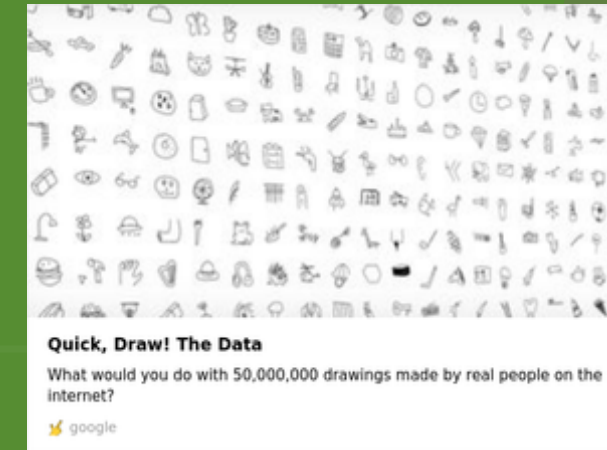 Quick, Draw! The Data
What would you do with 50,000,000 drawings made by real people on the
internet?
google